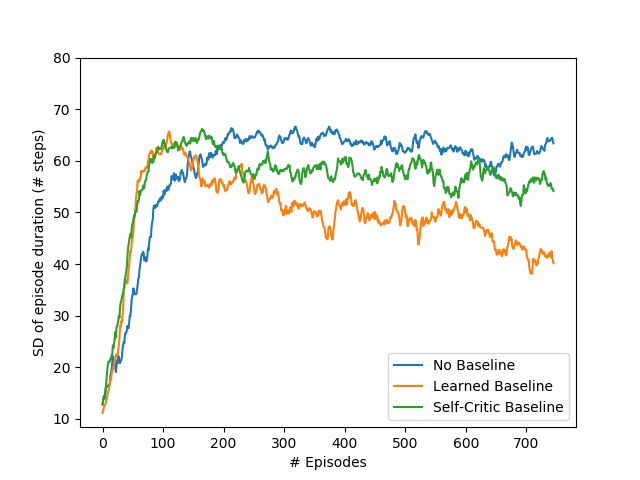 80
70
60
50
40
30
20
10
SD of episode duration (# steps)
0 100 200 300 400 500 600 700
# Episodes
No Baseline
Learned Baseline
Self-Critic Baseline